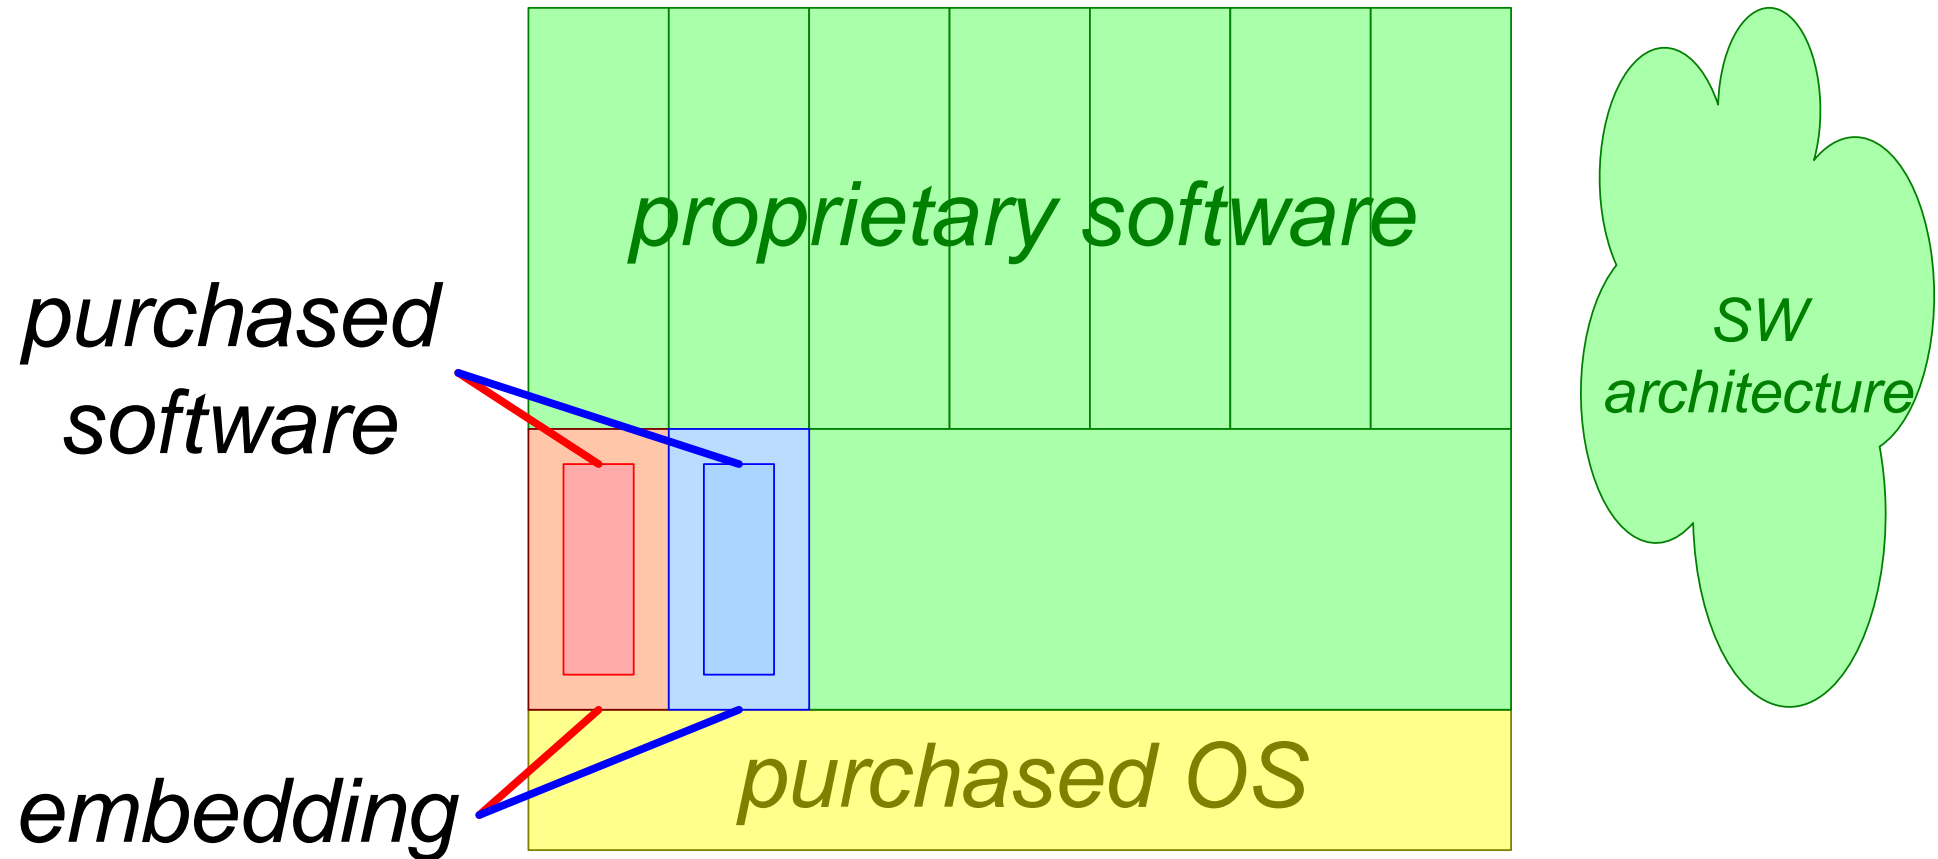 proprietary software
purchased
software
SW
architecture
purchased OS
embedding